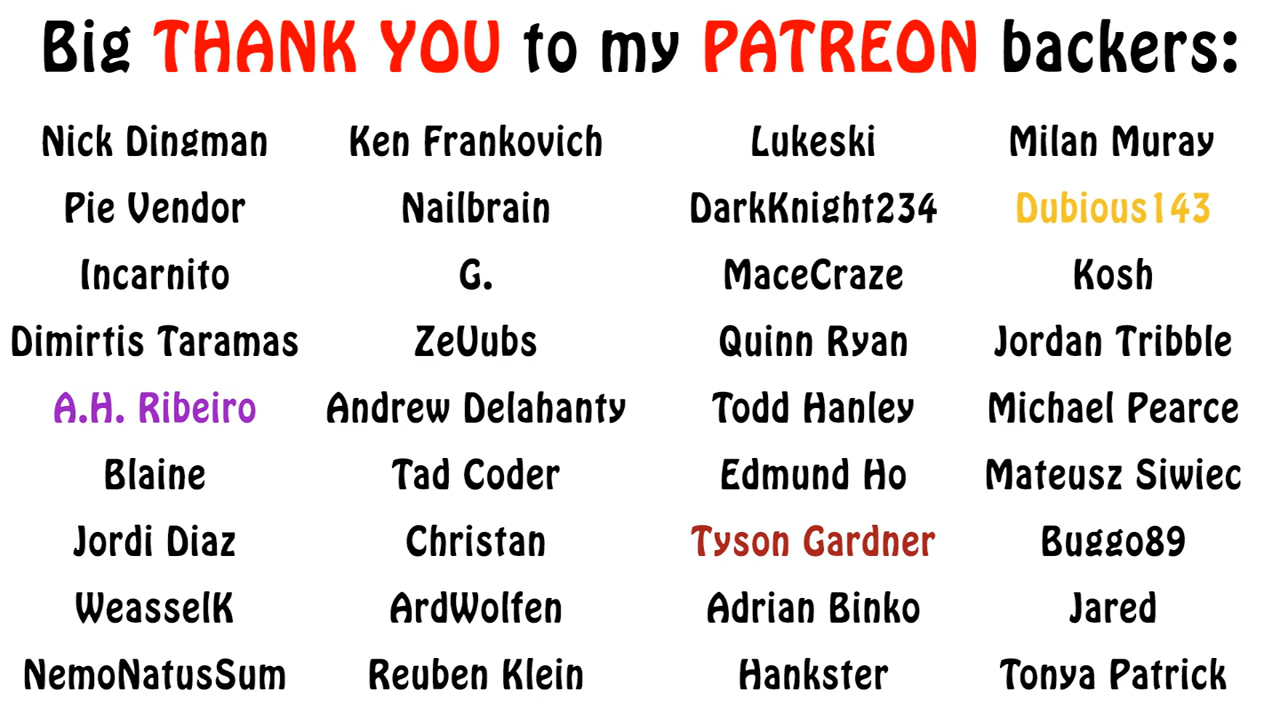 Big THANK YOU to my PATREON backers:
Nick Dingman Ken Frankovich Lukeski Milan Muray
Pie Vendor Nailbrain DarkKnight234 Dubious143
Incarnito G. MaceCraze Kosh
Dimirtis Taramas ZeVubs Quinn Ryan Jordan Tribble
A.H. Ribeiro Andrew Delahanty Todd Hanley Michael Pearce
Blaine Tad Coder Edmund Ho Mateusz Siwiec
Jordi Diaz Christan Tyson Gardner Buggo89
WeasselK ArdWolfen Adrian Binko Jared
NemoNatusSum Reuben Klein Hankster Tonya Patrick